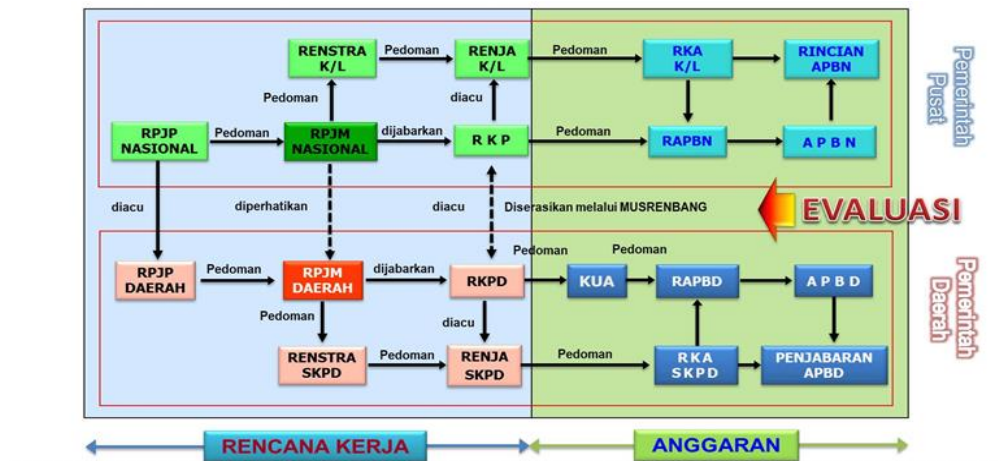 RENSTRA
K/L
Pedoman
RENJA
K/L
Pedoman
RKA
K/L
RINCIAN
APBN
Pedoman
diacu
RPJP
NASIONAL
Pedoman
RPJM
NASIONAL
dijabarkan
R K P
Pedoman
RAPBN
A P B N
Pemerintah
Pusat
diacu
diperhatikan
diacu
Diserasikan melalui MUSRENBANG
EVALUASI
Pedoman
Pedoman
RPJP
DAERAH
Pedoman
RPJM
DAERAH
dijabarkan
RKPD
KUA
RAPBD
A P B D
Pemerintah
Daerah
Pedoman
diacu
RENSTRA
SKPD
Pedoman
RENJA
SKPD
Pedoman
R K A
S K P D
PENJABARAN
APBD
RENCANA KERJA
ANGGARAN